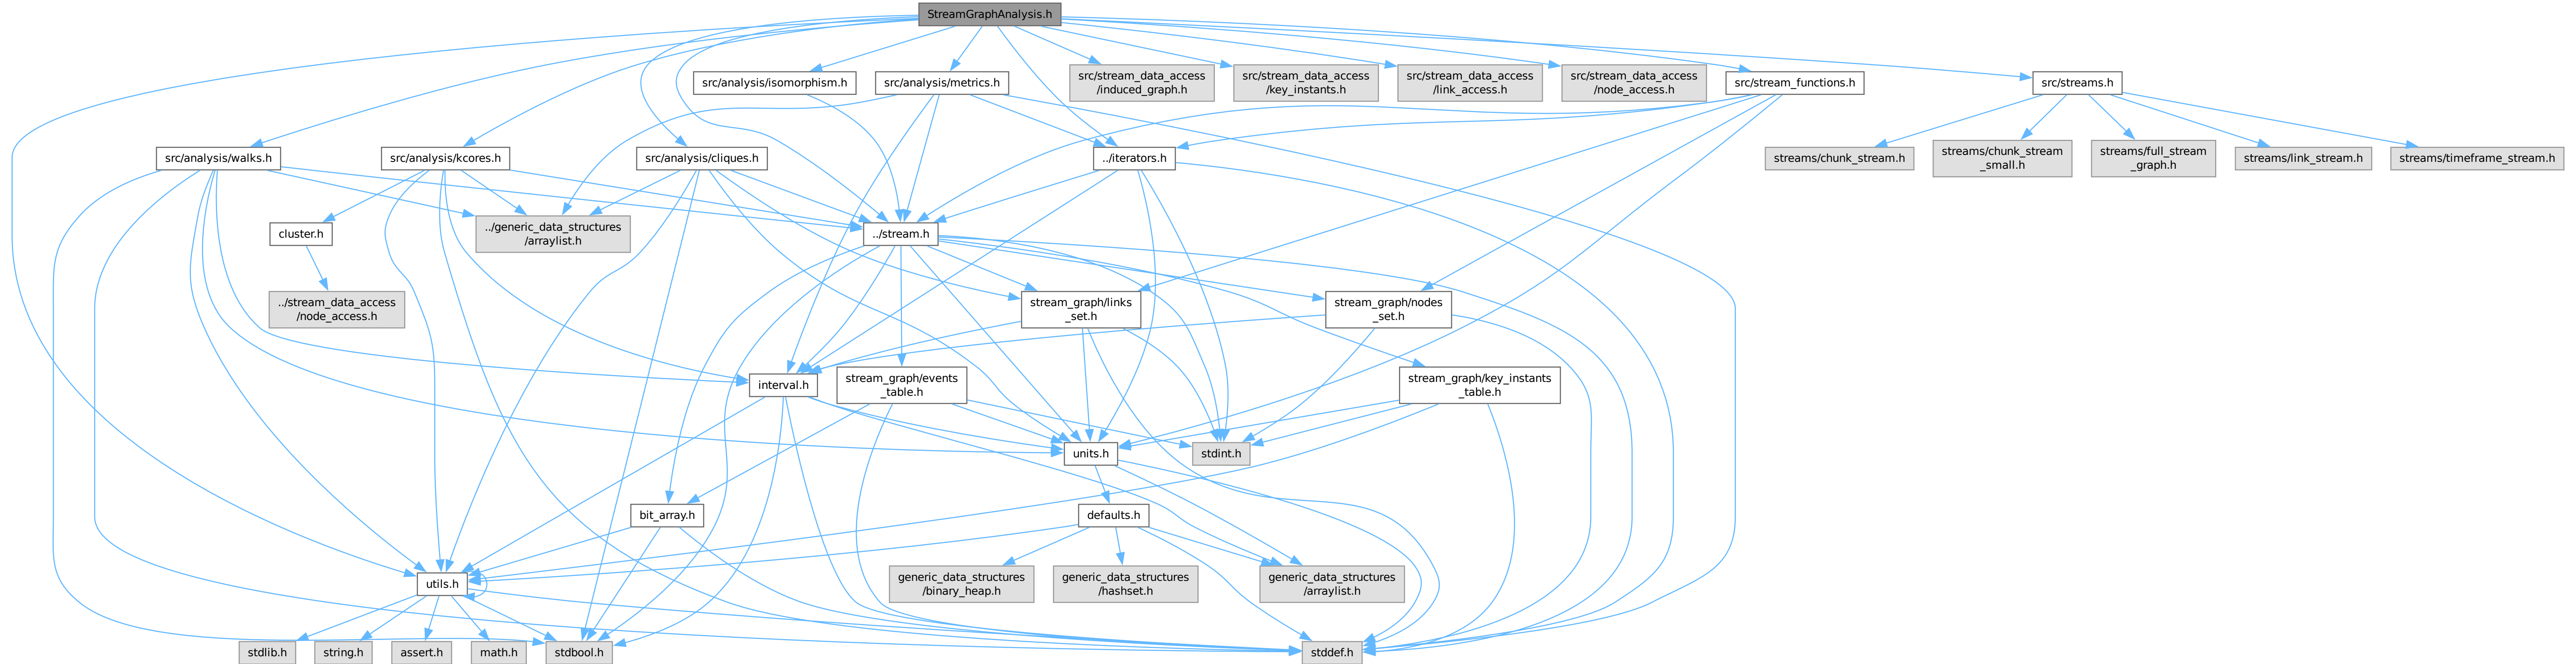 StreamGraphAnalysis.h
src/analysis/isomorphism.h
src/analysis/metrics.h
src/stream_data_access
/induced_graph.h
src/stream_data_access
/key_instants.h
src/stream_data_access
/link_access.h
src/stream_data_access
/node_access.h
src/stream_functions.h
src/streams.h
src/analysis/walks.h
src/analysis/kcores.h
src/analysis/cliques.h
../iterators.h
streams/chunk_stream.h
streams/chunk_stream
_small.h
streams/full_stream
_graph.h
streams/link_stream.h
streams/timeframe_stream.h
cluster.h
../generic_data_structures
/arraylist.h
../stream.h
../stream_data_access
/node_access.h
stream_graph/links
_set.h
stream_graph/nodes
_set.h
interval.h
stream_graph/events
_table.h
stream_graph/key_instants
_table.h
units.h
stdint.h
bit_array.h
defaults.h
utils.h
generic_data_structures
/binary_heap.h
generic_data_structures
/hashset.h
generic_data_structures
/arraylist.h
stdlib.h
string.h
assert.h
math.h
stdbool.h
stddef.h